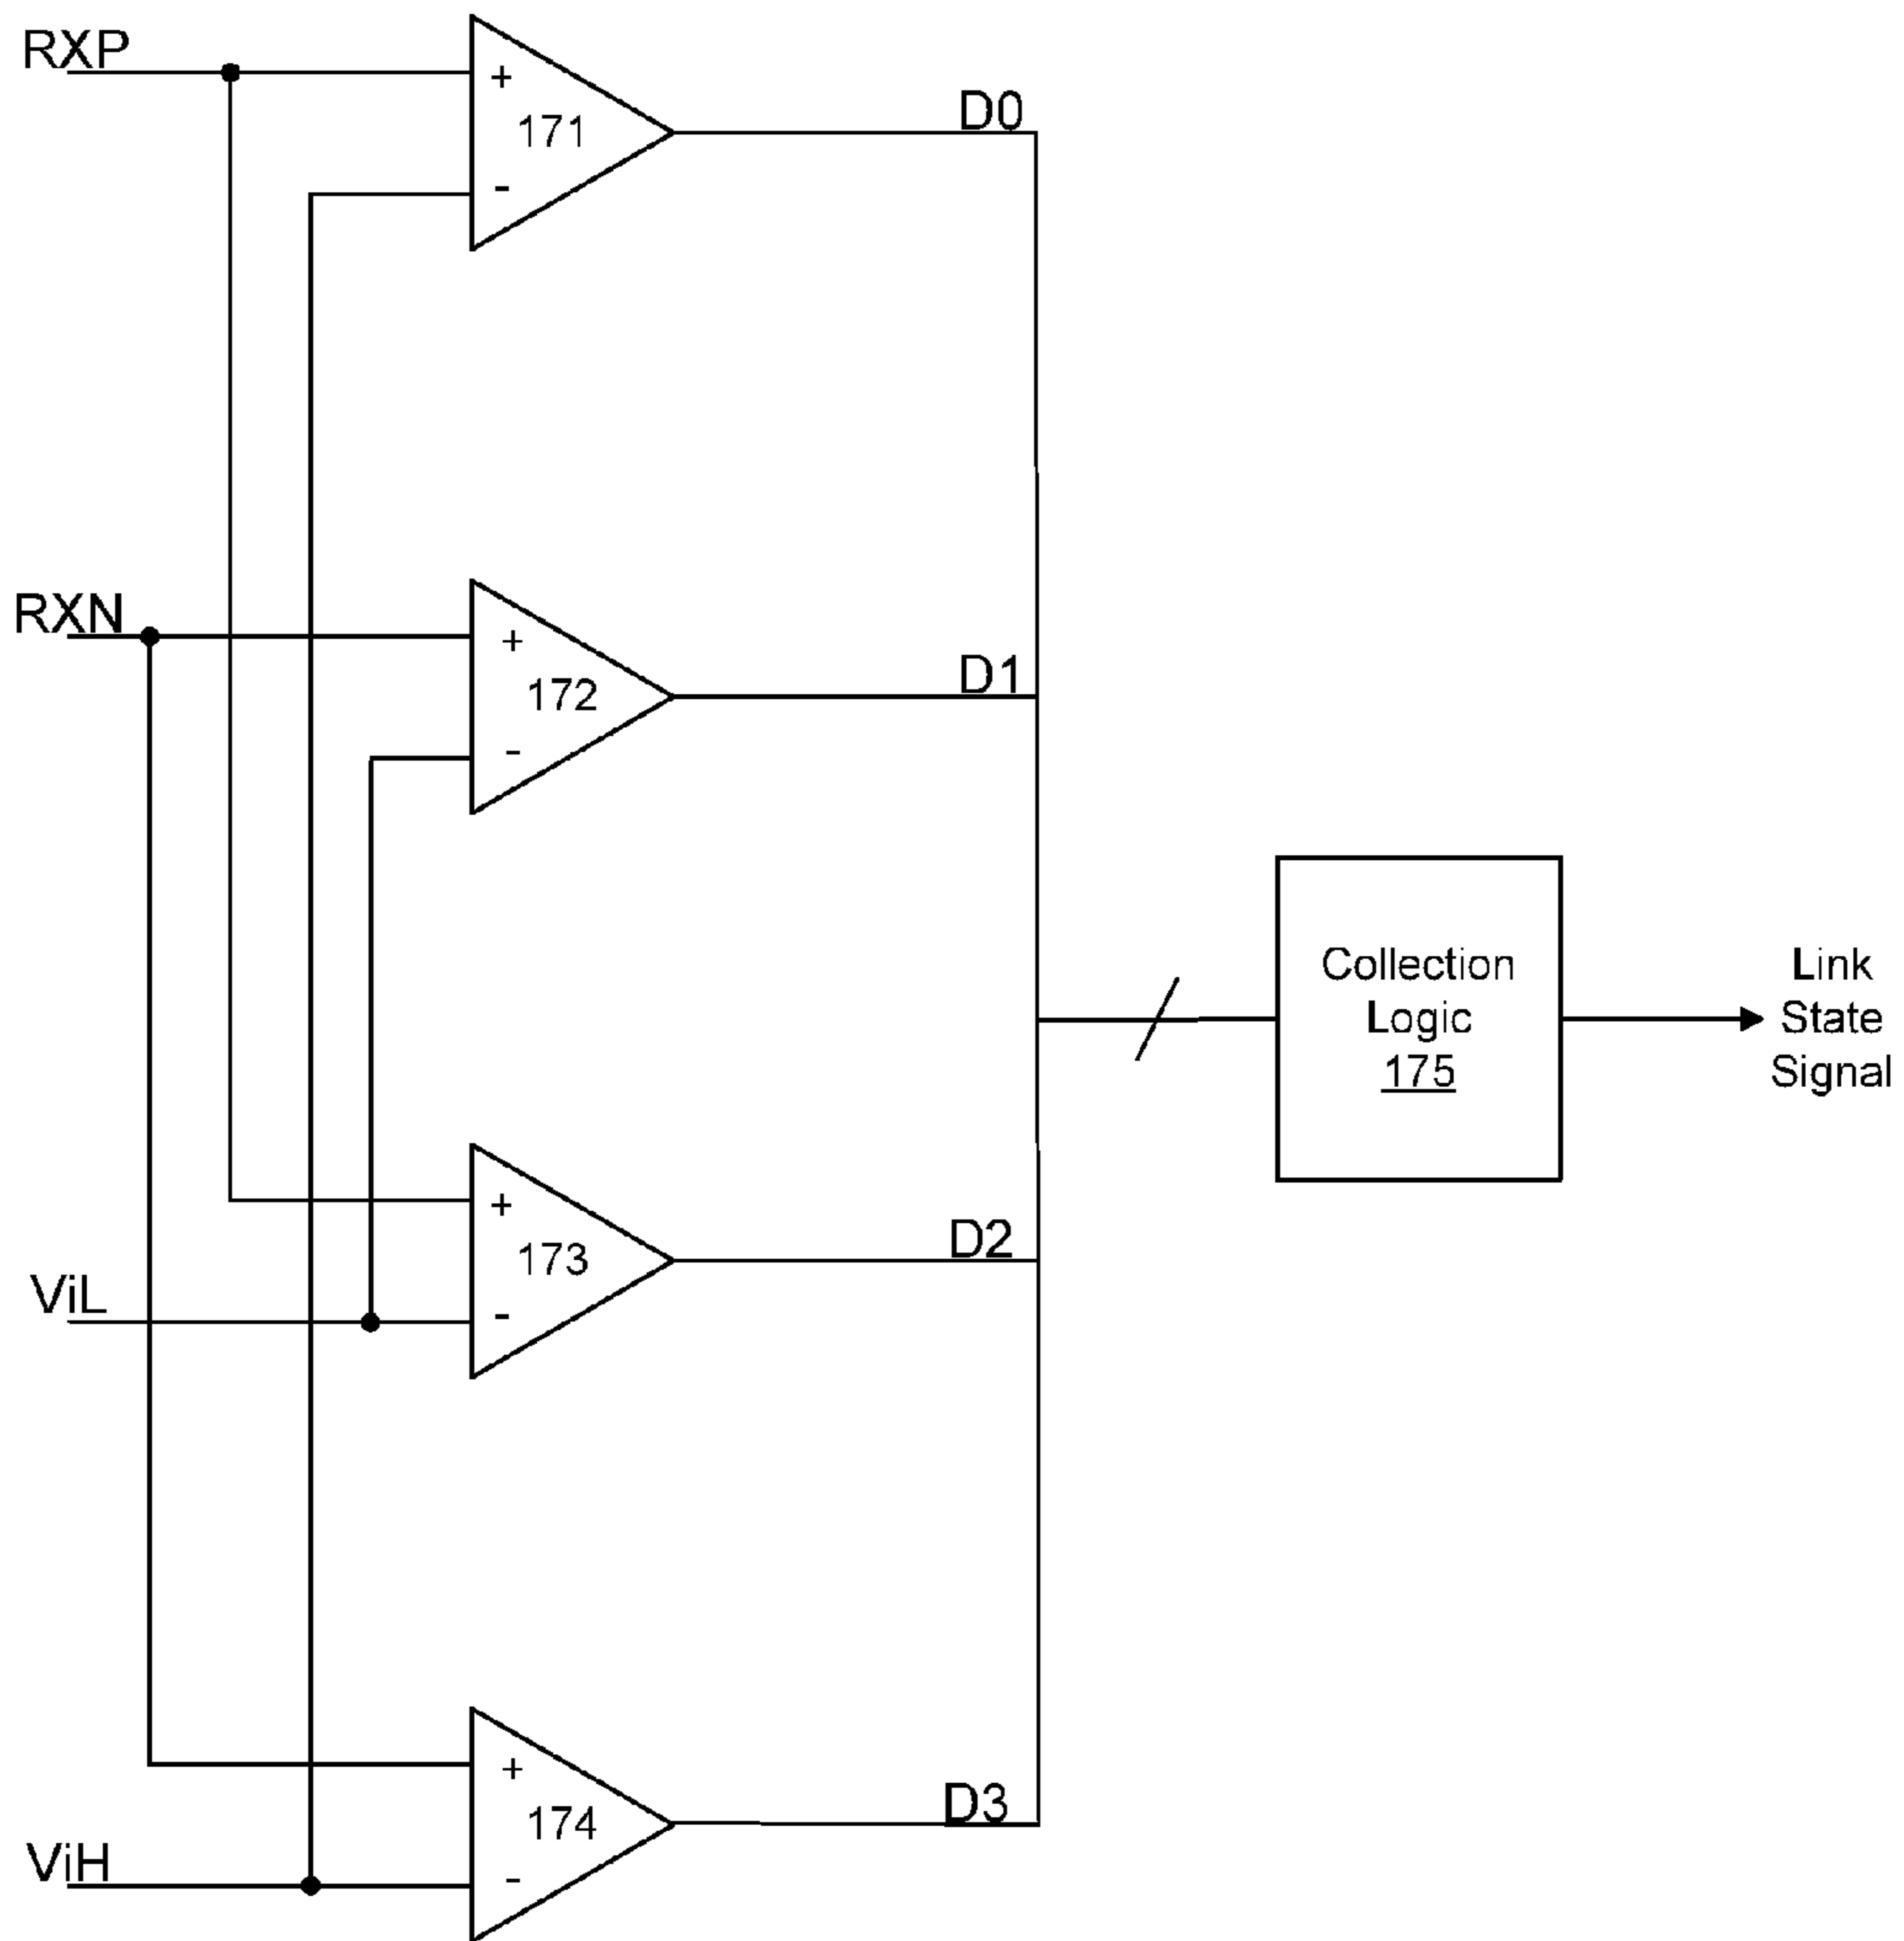 RXP
+
171
-
D0
RXN
+
172
-
D1
Collection
Logic
175
Link
State
Signal
+
173
-
D2
ViL
+
174
-
D3
ViH